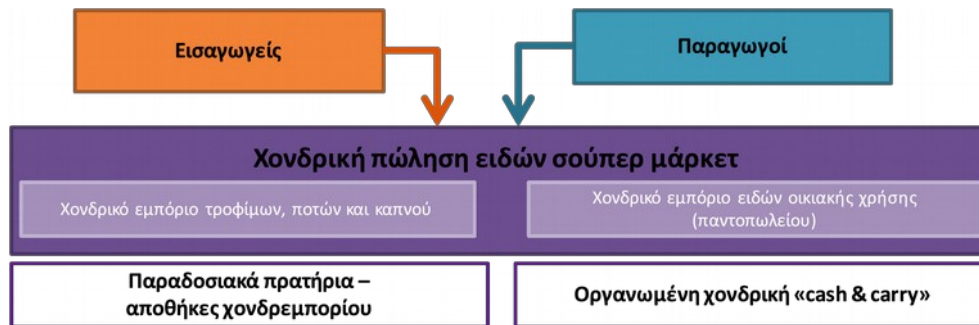 Εισαγωγείς
Παραγωγοί
Χονδρική πώληση ειδών σούπερ μάρκετ
Χονδρικό εμπόριο τροφίμων, ποτών και καπνού
Χονδρικό εμπόριο ειδών οικιακής χρήσης
(παντοπωλείου)
Παραδοσιακά πρατήρια –
αποθήκες χονδρεμπορίου
Οργανωμένη χονδρική «cash & carry»